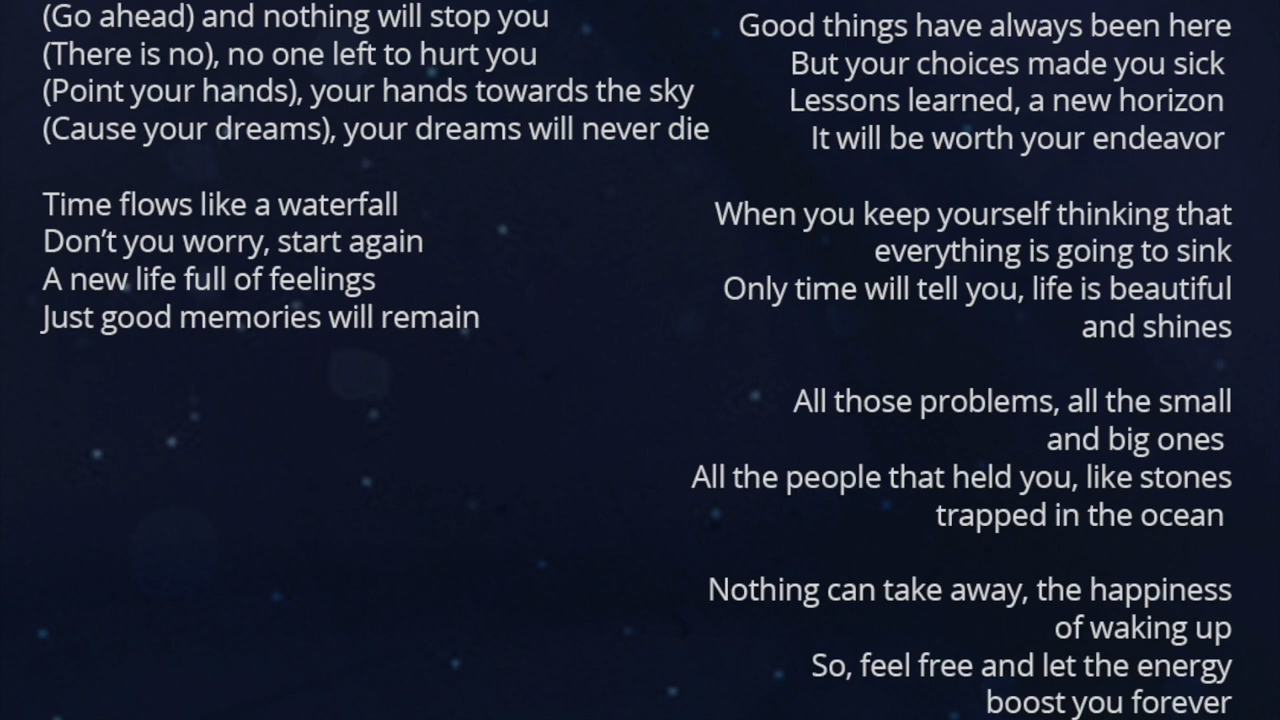 (Go ahead) and nothing will stop you
(There is no), no one left to hurt you
(Point your hands), your hands towards the sky
(Cause your dreams), your dreams will never die
Time flows like a waterfall
Don’t you worry, start again
A new life full of feelings
Just good memories will remain
Good things have always been here
But your choices made you sick
Lessons learned, a new horizon
It will be worth your endeavor
When you keep yourself thinking that
everything is going to sink
Only time will tell you, life is beautiful
and shines
All those problems, all the small
and big ones
All the people that held you, like stones
trapped in the ocean
Nothing can take away, the happiness
of waking up
So, feel free and let the energy
boost you forever